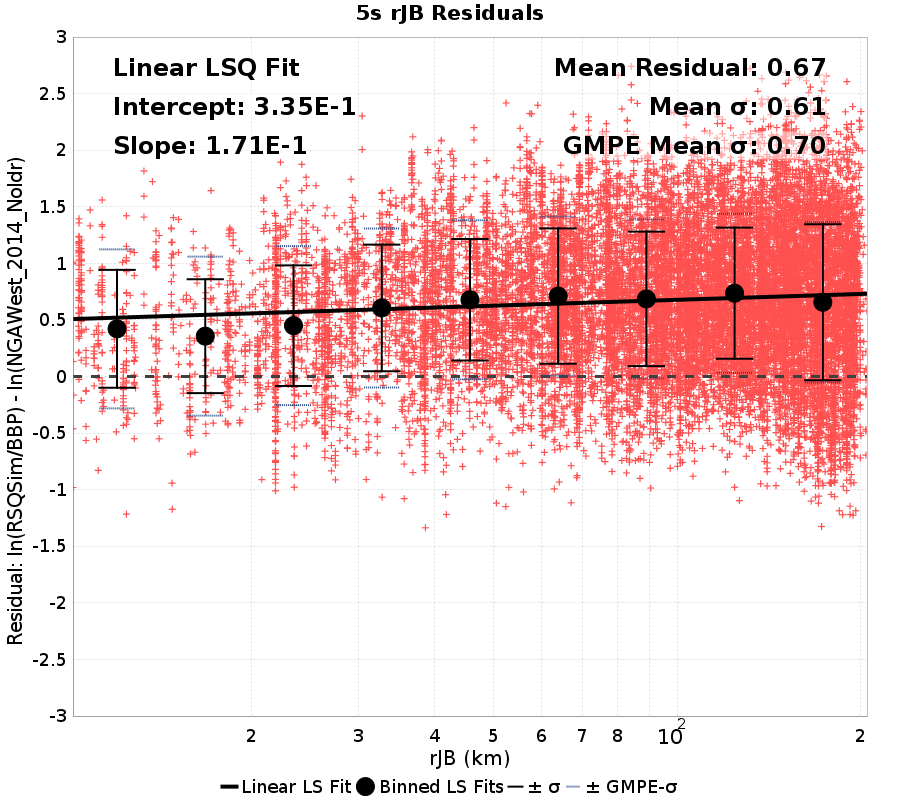 5s rJB Residuals
Linear LSQ Fit
Intercept: 3.35E-1
Slope: 1.71E-1
Mean Residual: 0.67
Mean σ: 0.61
GMPE Mean σ: 0.70
Residual: ln(RSQSim/BBP) - ln(NGAWest_2014_NoIdr)
3
2.5
2
1.5
1
0.5
0
-0.5
-1
-1.5
-2
-2.5
-3
2 3 4 5 6 7 8 10² 2
rJB (km)
Linear LS Fit Binned LS Fits ± σ ± GMPE-σ